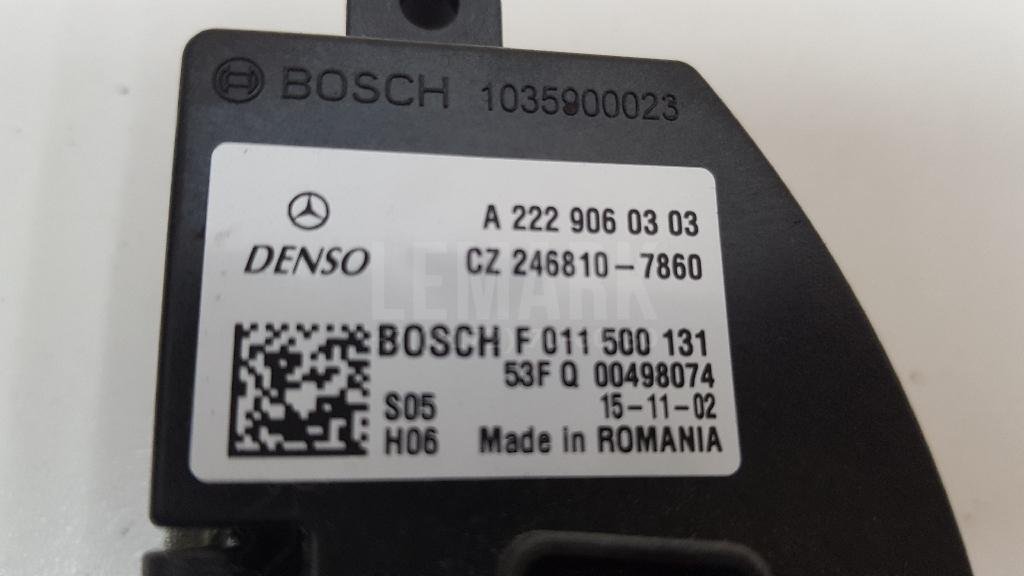 BOSCH 1035900023
A 222 906 03 03
DENSO CZ 246810-7860
LEMARK
BOSCH F 011 500 131
53F Q 00498074
S05 15-11-02
H06 Made in ROMANIA